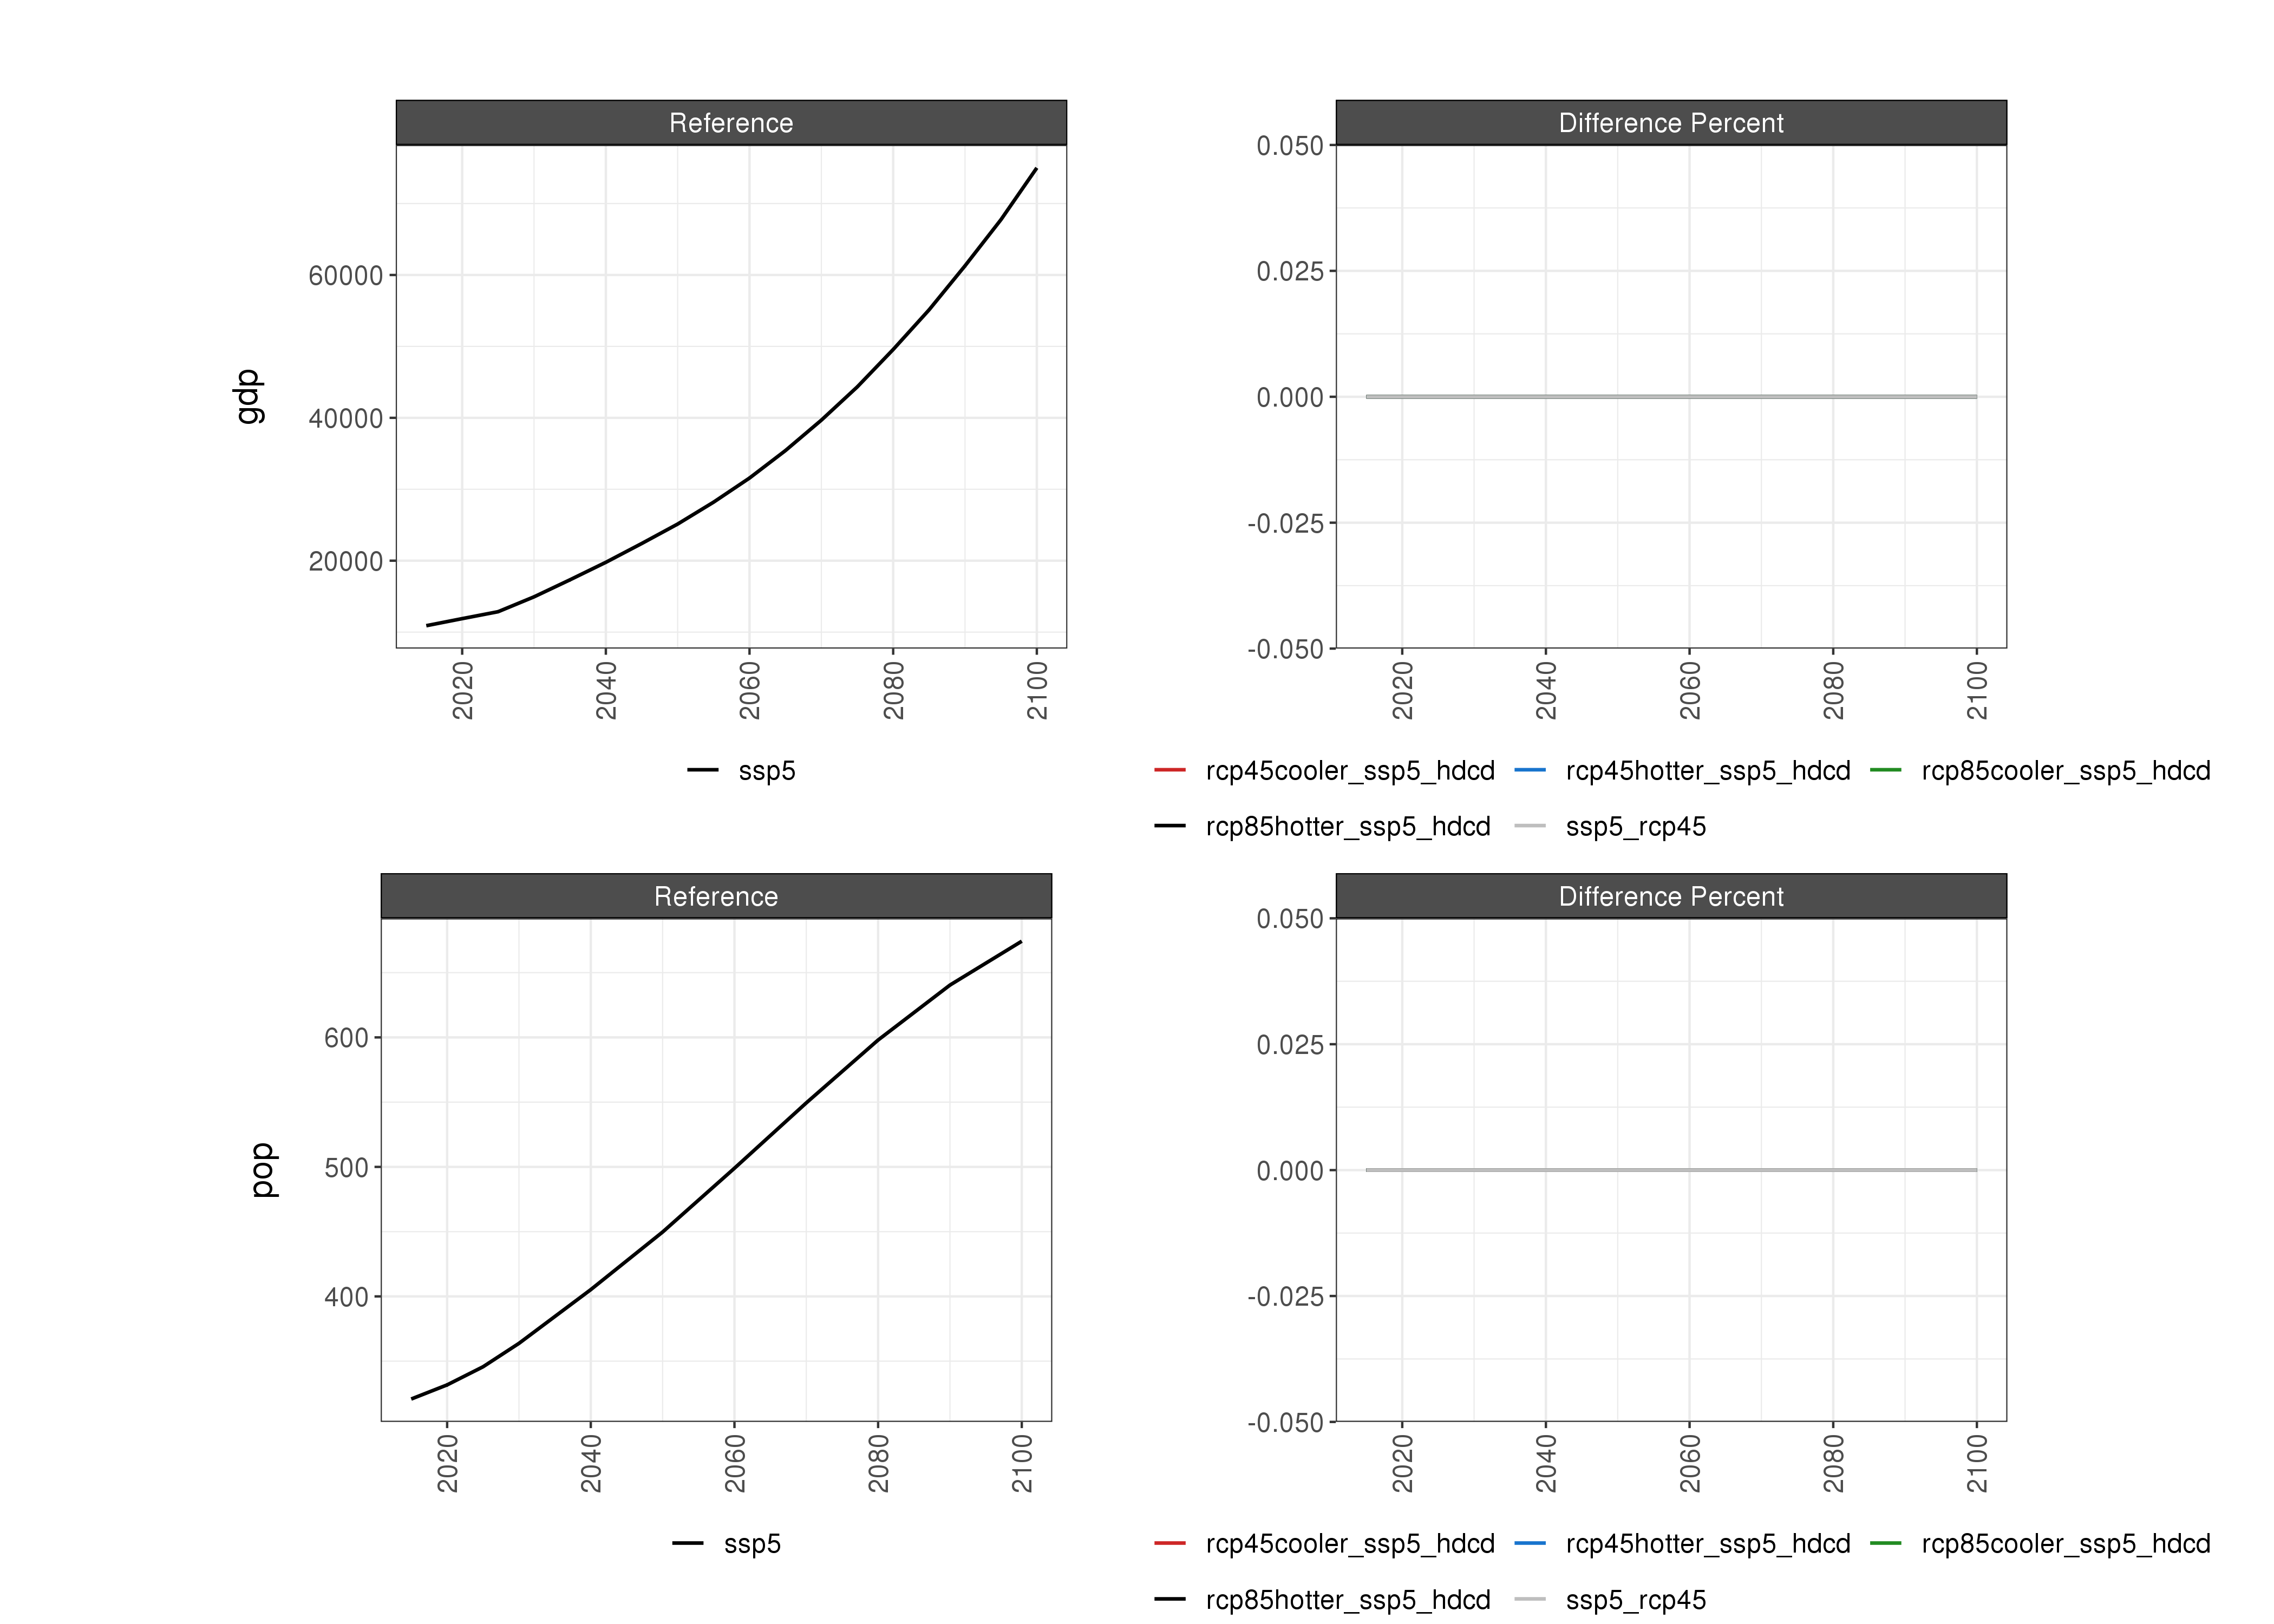 Reference
gdp
60000
40000
20000
2020 2040 2060 2080 2100
ssp5
Difference Percent
0.050
0.025
0.000
-0.025
-0.050
2020 2040 2060 2080 2100
rcp45cooler_ssp5_hdcd rcp45hotter_ssp5_hdcd rcp85cooler_ssp5_hdcd
rcp85hotter_ssp5_hdcd ssp5_rcp45
Reference
pop
600
500
400
2020 2040 2060 2080 2100
ssp5
Difference Percent
0.050
0.025
0.000
-0.025
-0.050
2020 2040 2060 2080 2100
rcp45cooler_ssp5_hdcd rcp45hotter_ssp5_hdcd rcp85cooler_ssp5_hdcd
rcp85hotter_ssp5_hdcd ssp5_rcp45